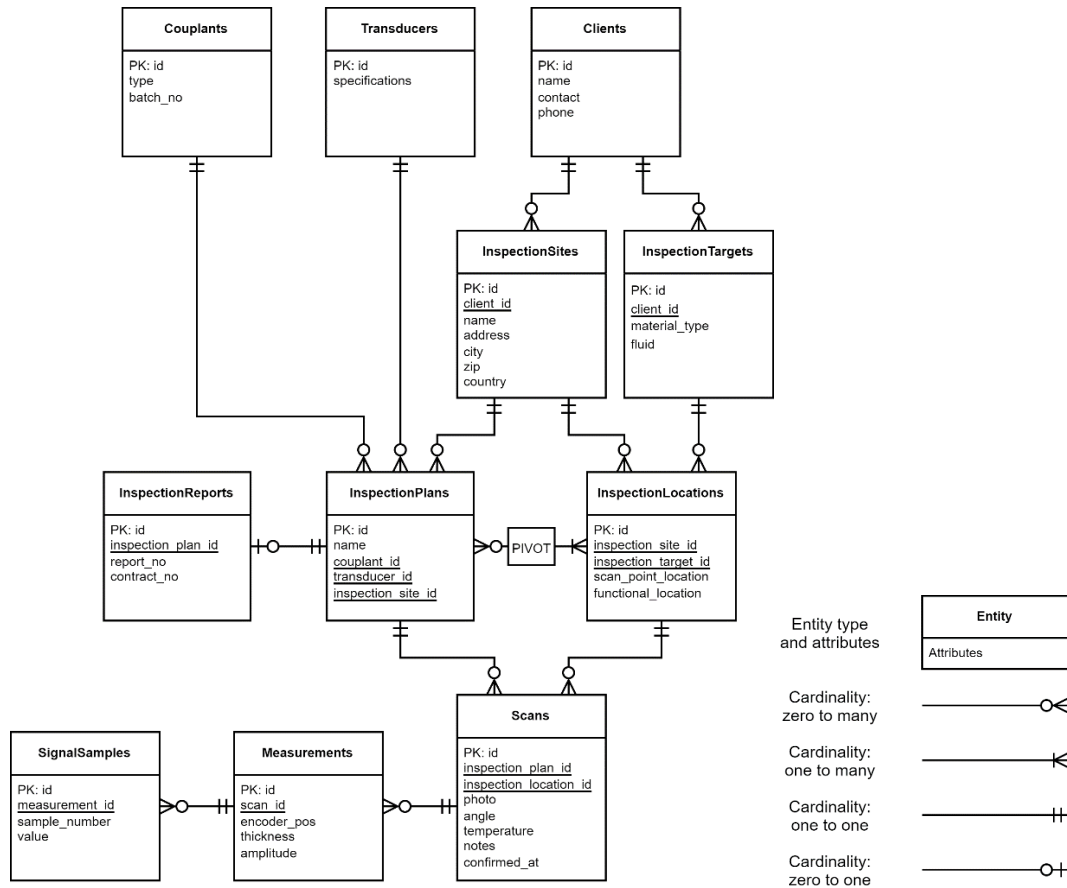 Couplants
PK: id
type
batch_no
Transducers
PK: id
specifications
Clients
PK: id
name
contact
phone
InspectionSites
PK: id
client_id
name
address
city
zip
country
InspectionTargets
PK: id
client_id
material_type
fluid
InspectionReports
PK: id
inspection_plan_id
report_no
contract_no
InspectionPlans
PK: id
name
couplant_id
transducer_id
inspection_site_id
PIVOT
InspectionLocations
PK: id
inspection_site_id
inspection_target_id
scan_point_location
functional_location
SignalSamples
PK: id
measurement_id
sample_number
value
Measurements
PK: id
scan_id
encoder_pos
thickness
amplitude
Scans
PK: id
inspection_plan_id
inspection_location_id
photo
angle
temperature
notes
confirmed_at
Entity type
and attributes
Entity
Attributes
Cardinality:
zero to many
Cardinality:
one to many
Cardinality:
one to one
Cardinality:
zero to one